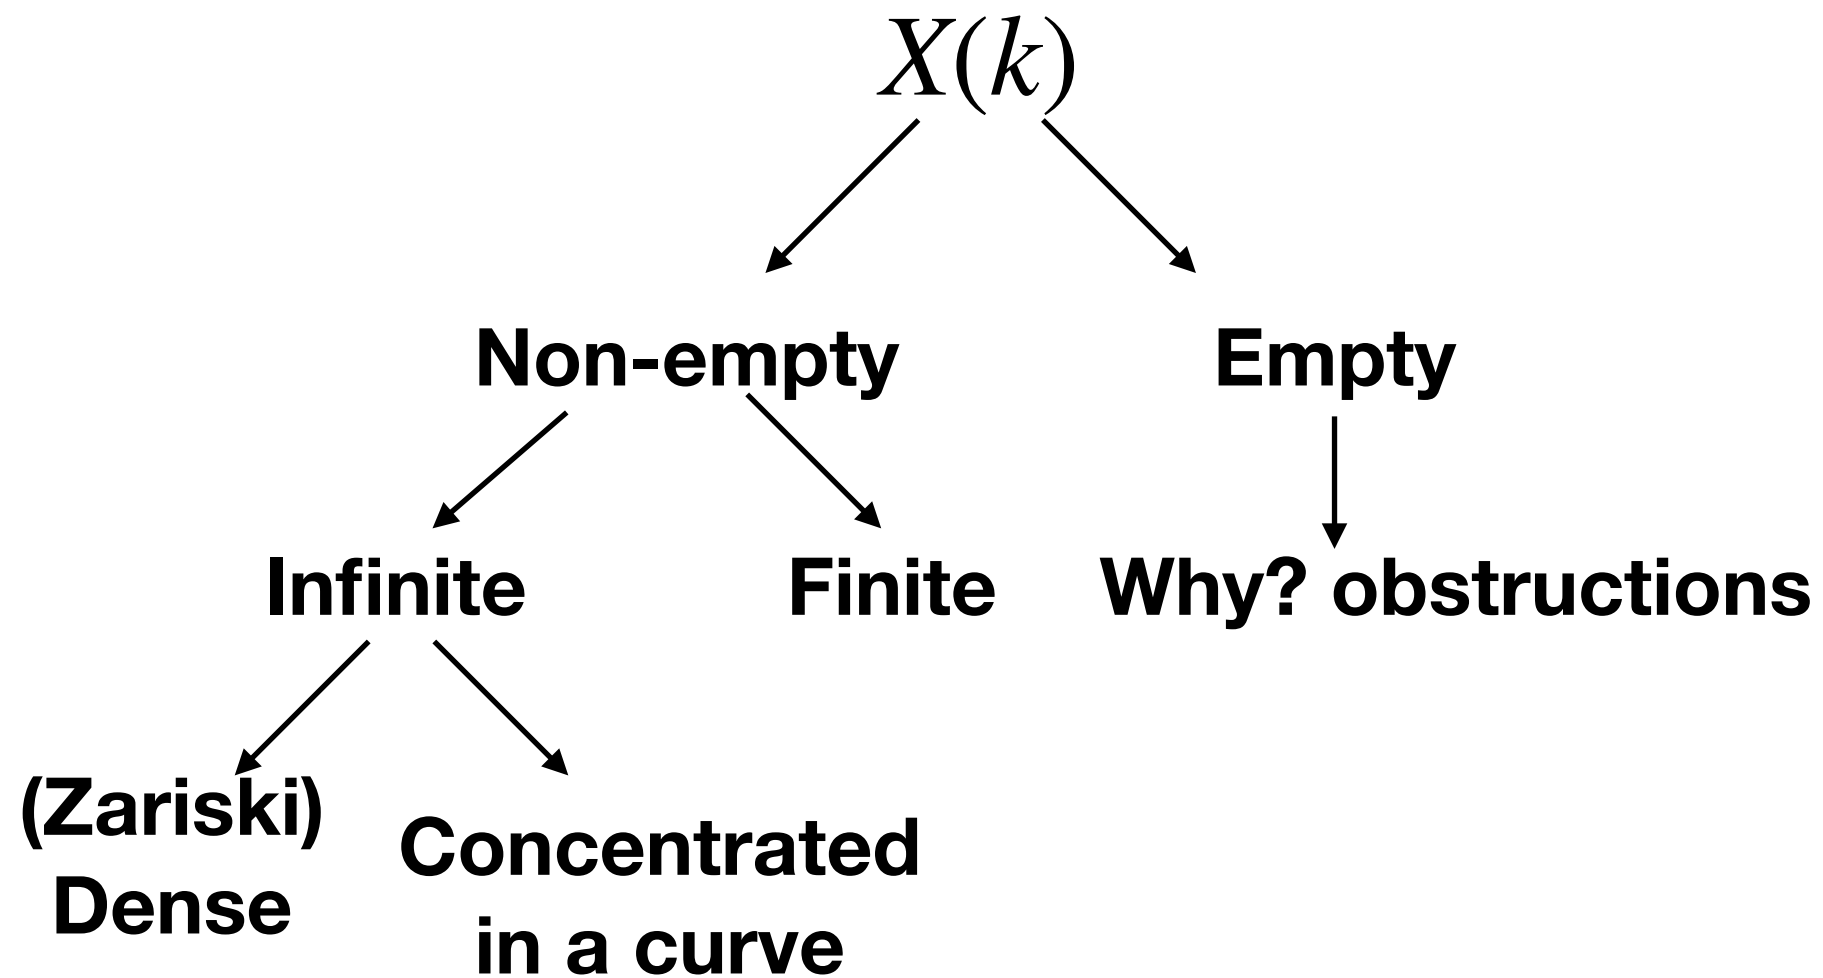 X(k)
Non-empty
Empty
Infinite
Finite
Why? obstructions
(Zariski)
Dense
Concentrated
in a curve